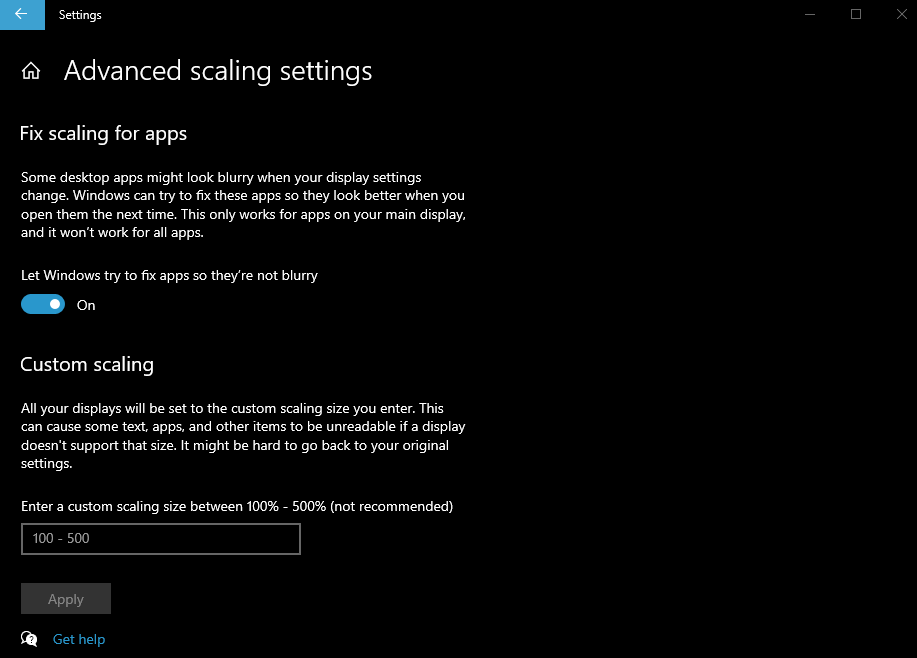 Settings
Advanced scaling settings
Fix scaling for apps
Some desktop apps might look blurry when your display settings
change. Windows can try to fix these apps so they look better when you
open them the next time. This only works for apps on your main display,
and it won’t work for all apps.
Let Windows try to fix apps so they’re not blurry
On
Custom scaling
All your displays will be set to the custom scaling size you enter. This
can cause some text, apps, and other items to be unreadable if a display
doesn't support that size. It might be hard to go back to your original
settings.
Enter a custom scaling size between 100% - 500% (not recommended)
100 - 500
Apply
Get help